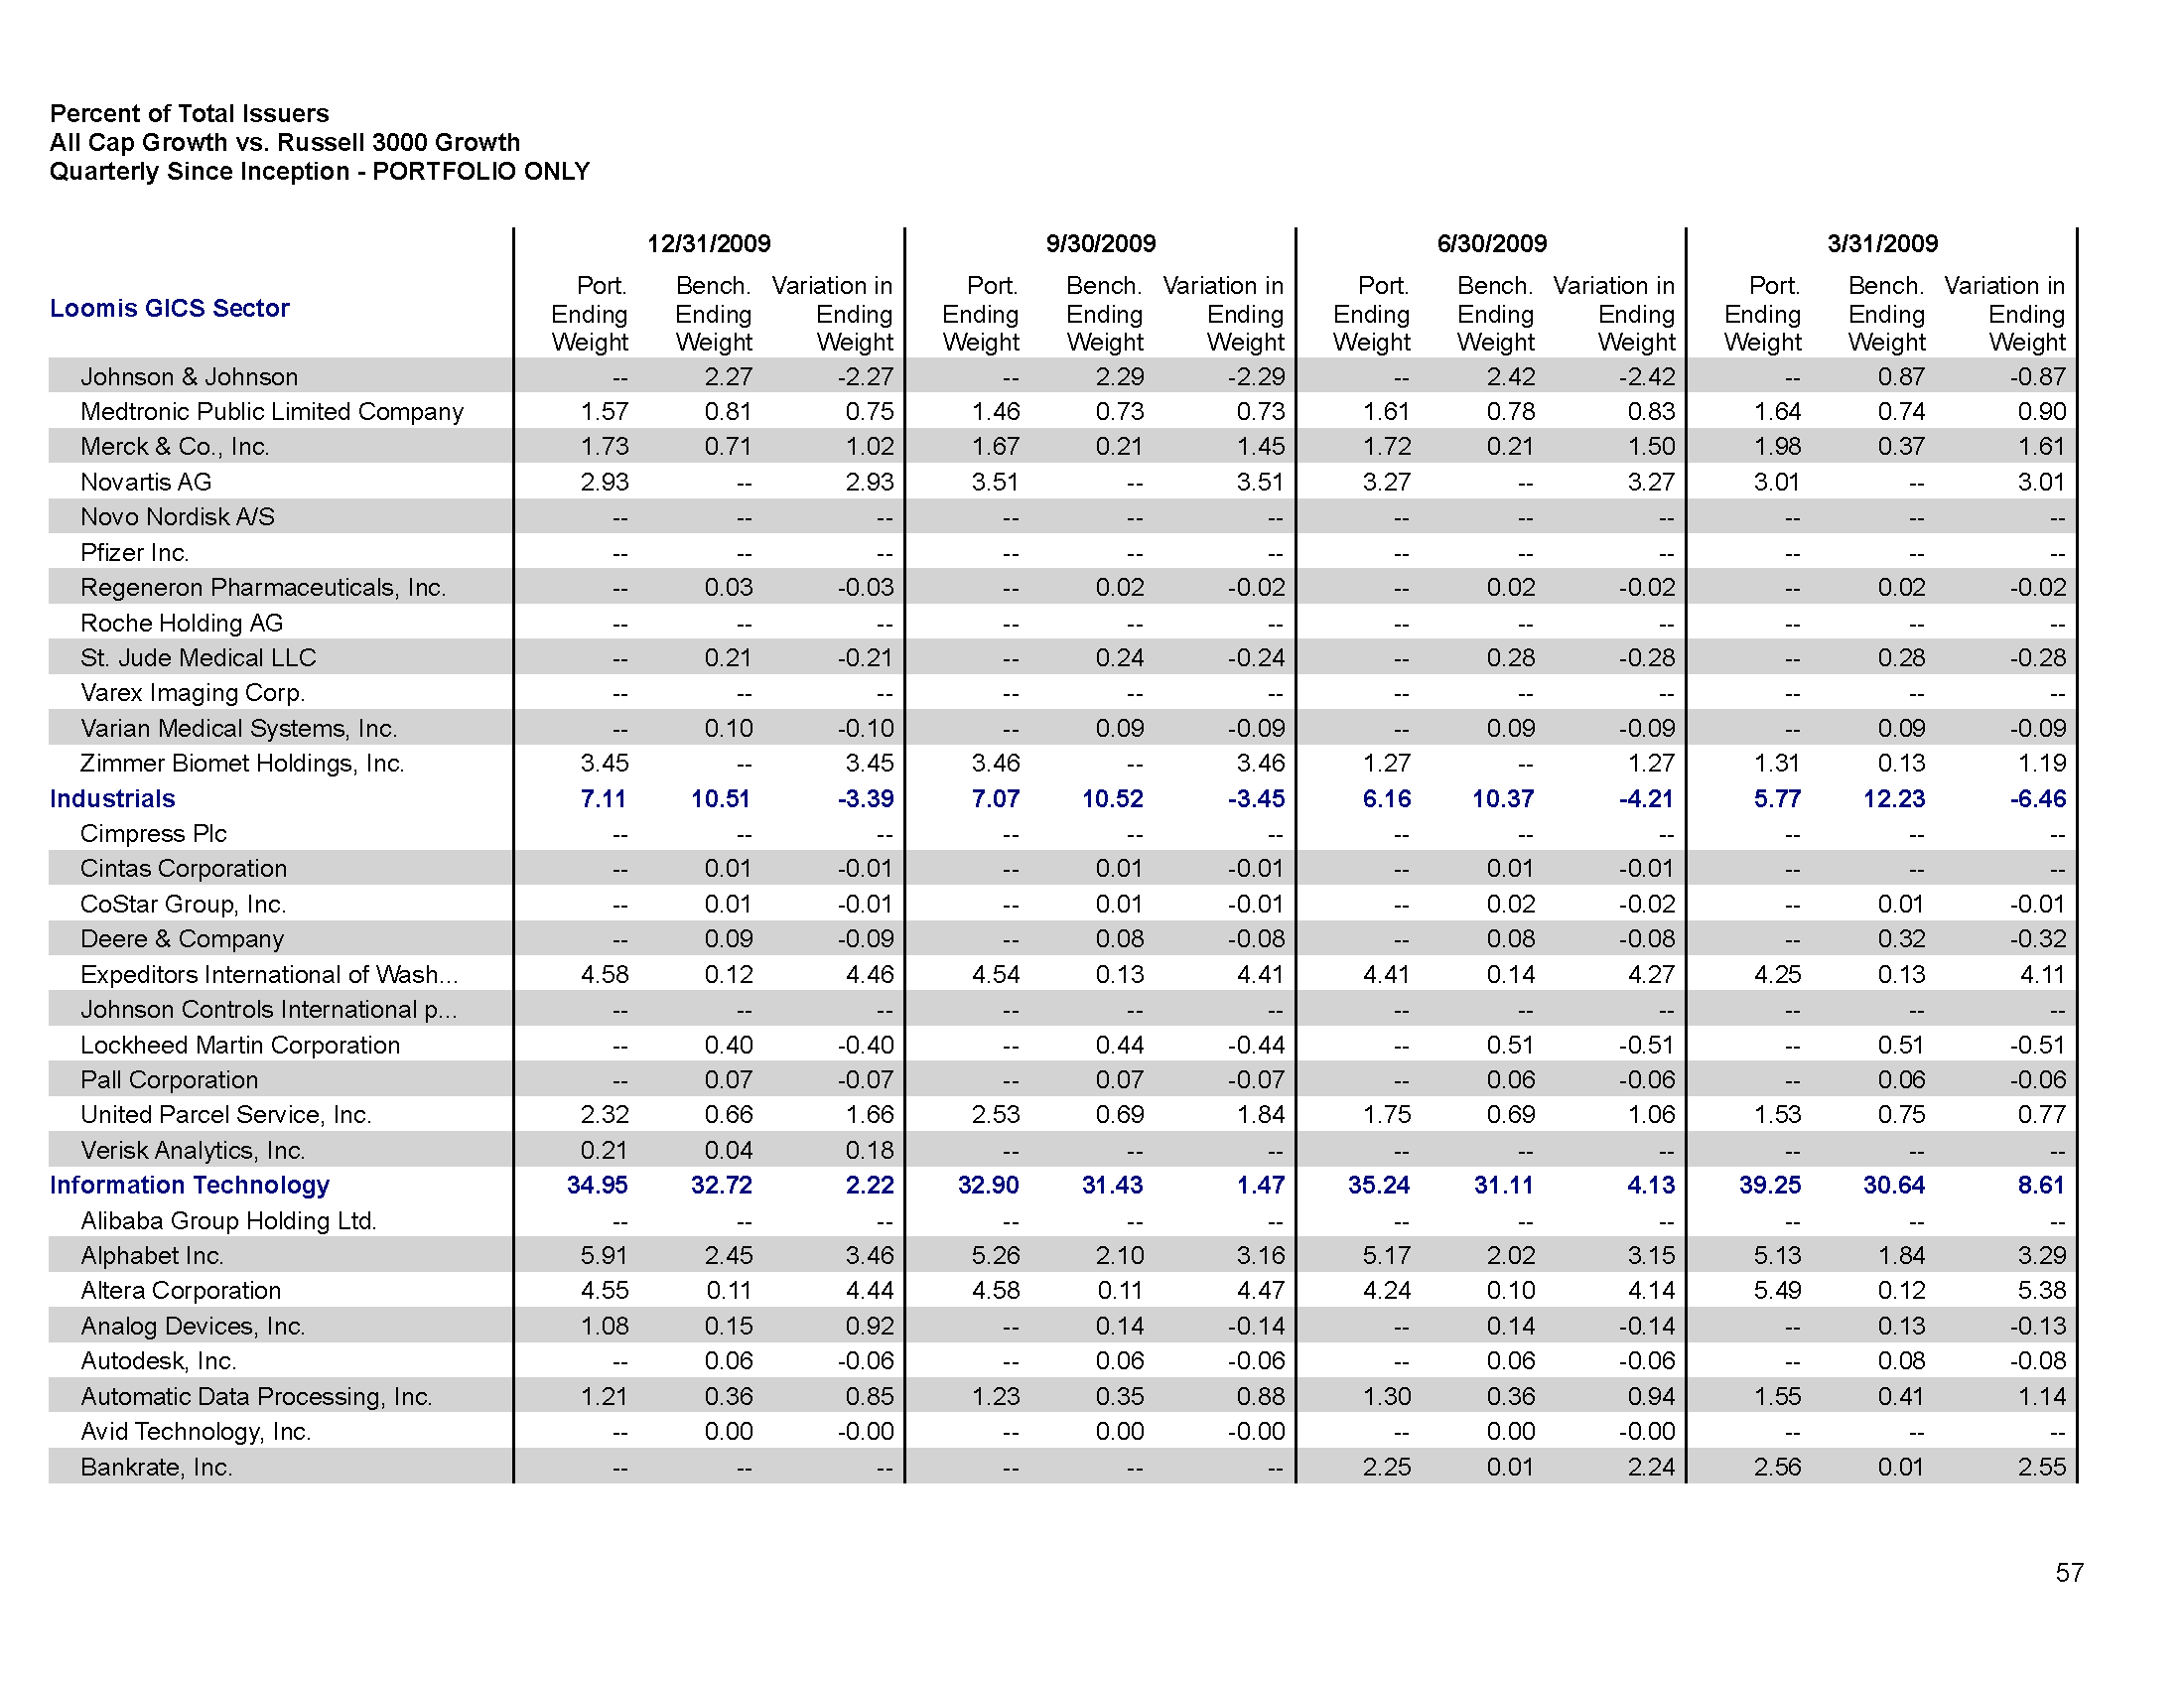 Percent of Total Issuers
All Cap Growth vs. Russell 3000 Growth
Quarterly Since Inception - PORTFOLIO ONLY
12/31/2009 9/30/2009 6/30/2009 3/31/2009
Loomis GICS Sector
Port. Bench. Variation in Port. Bench. Variation in Port. Bench. Variation in Port. Bench. Variation in
Ending Ending Ending Ending Ending Ending Ending Ending Ending Ending Ending Ending
Weight Weight Weight Weight Weight Weight Weight Weight Weight Weight Weight Weight
Johnson & Johnson -- 2.27 -2.27 -- 2.29 -2.29 -- 2.42 -2.42 -- 0.87 -0.87
Medtronic Public Limited Company 1.57 0.81 0.75 1.46 0.73 0.73 1.61 0.78 0.83 1.64 0.74 0.90
Merck & Co., Inc. 1.73 0.71 1.02 1.67 0.21 1.45 1.72 0.21 1.50 1.98 0.37 1.61
Novartis AG 2.93 -- 2.93 3.51 -- 3.51 3.27 -- 3.27 3.01 -- 3.01
Novo Nordisk A/S -- -- -- -- -- -- -- -- -- -- -- --
Pfizer Inc. -- -- -- -- -- -- -- -- -- -- -- --
Regeneron Pharmaceuticals, Inc. -- 0.03 -0.03 -- 0.02 -0.02 -- 0.02 -0.02 -- 0.02 -0.02
Roche Holding AG -- -- -- -- -- -- -- -- -- -- -- --
St. Jude Medical LLC -- 0.21 -0.21 -- 0.24 -0.24 -- 0.28 -0.28 -- 0.28 -0.28
Varex Imaging Corp. -- -- -- -- -- -- -- -- -- -- -- --
Varian Medical Systems, Inc. -- 0.10 -0.10 -- 0.09 -0.09 -- 0.09 -0.09 -- 0.09 -0.09
Zimmer Biomet Holdings, Inc. 3.45 -- 3.45 3.46 -- 3.46 1.27 -- 1.27 1.31 0.13 1.19
Industrials 7.11 10.51 -3.39 7.07 10.52 -3.45 6.16 10.37 -4.21 5.77 12.23 -6.46
Cimpress Plc -- -- -- -- -- -- -- -- -- -- -- --
Cintas Corporation -- 0.01 -0.01 -- 0.01 -0.01 -- 0.01 -0.01 -- -- --
CoStar Group, Inc. -- 0.01 -0.01 -- 0.01 -0.01 -- 0.02 -0.02 -- 0.01 -0.01
Deere & Company -- 0.09 -0.09 -- 0.08 -0.08 -- 0.08 -0.08 -- 0.32 -0.32
Expeditors International of Wash... 4.58 0.12 4.46 4.54 0.13 4.41 4.41 0.14 4.27 4.25 0.13 4.11
Johnson Controls International p... -- -- -- -- -- -- -- -- -- -- -- --
Lockheed Martin Corporation -- 0.40 -0.40 -- 0.44 -0.44 -- 0.51 -0.51 -- 0.51 -0.51
Pall Corporation -- 0.07 -0.07 -- 0.07 -0.07 -- 0.06 -0.06 -- 0.06 -0.06
United Parcel Service, Inc. 2.32 0.66 1.66 2.53 0.69 1.84 1.75 0.69 1.06 1.53 0.75 0.77
Verisk Analytics, Inc. 0.21 0.04 0.18 -- -- -- -- -- -- -- -- --
Information Technology 34.95 32.72 2.22 32.90 31.43 1.47 35.24 31.11 4.13 39.25 30.64 8.61
Alibaba Group Holding Ltd. -- -- -- -- -- -- -- -- -- -- -- --
Alphabet Inc. 5.91 2.45 3.46 5.26 2.10 3.16 5.17 2.02 3.15 5.13 1.84 3.29
Altera Corporation 4.55 0.11 4.44 4.58 0.11 4.47 4.24 0.10 4.14 5.49 0.12 5.38
Analog Devices, Inc. 1.08 0.15 0.92 -- 0.14 -0.14 -- 0.14 -0.14 -- 0.13 -0.13
Autodesk, Inc. -- 0.06 -0.06 -- 0.06 -0.06 -- 0.06 -0.06 -- 0.08 -0.08
Automatic Data Processing, Inc. 1.21 0.36 0.85 1.23 0.35 0.88 1.30 0.36 0.94 1.55 0.41 1.14
Avid Technology, Inc. -- 0.00 -0.00 -- 0.00 -0.00 -- 0.00 -0.00 -- -- --
Bankrate, Inc. -- -- -- -- -- -- 2.25 0.01 2.24 2.56 0.01 2.55
57